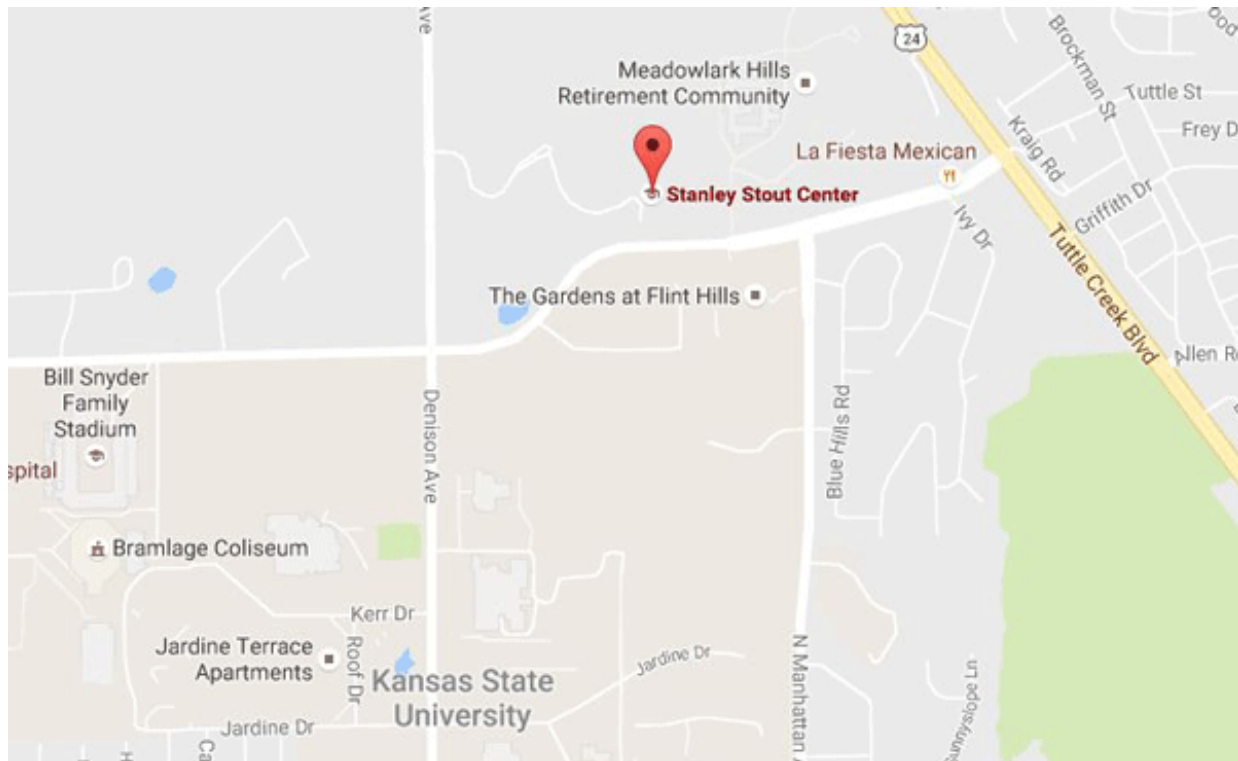 Ave
24
Brockman St
Tuttle St
Frey D
Meadowlark Hills
Retirement Community
Kraig Rd
La Fiesta Mexican
Stanley Stout Center
Griffith Dr
Ivy Dr
Tuttle Creek Blvd
The Gardens at Flint Hills
Allen R
Bill Snyder
Family
Stadium
Denison Ave
Blue Hills Rd
spital
Bramlage Coliseum
Kerr Dr
Jardine Terrace
Apartments
Roof Dr
Jardine Dr
N Manhattan
Kansas State
University
Jardine Dr
Sunnyslope Ln
Ca
H